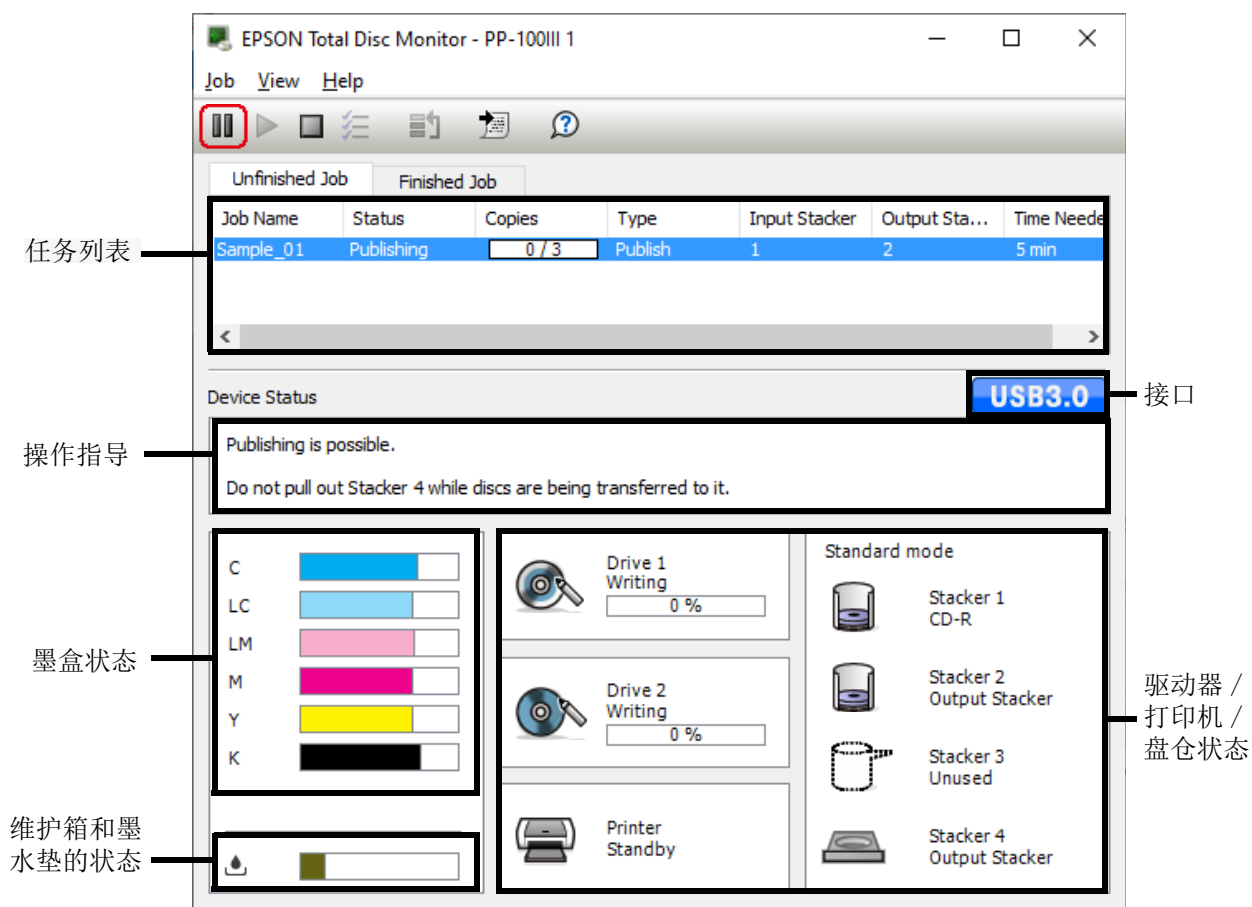 EPSON Total Disc Monitor - PP-100III 1
Job View Help
Unfinished Job Finished Job
Job Name Status Copies Type Input Stacker Output Sta... Time Neede
Sample_01 Publishing 0 / 3 Publish 1 2 5 min
任务列表
Device Status
USB3.0
接口
Publishing is possible.
Do not pull out Stacker 4 while discs are being transferred to it.
操作指导
C
LC
LM
M
Y
K
墨盒状态
维护箱和墨
水垫的状态
Drive 1
Writing
0 %
Drive 2
Writing
0 %
Printer
Standby
Standard mode
Stacker 1
CD-R
Stacker 2
Output Stacker
Stacker 3
Unused
Stacker 4
Output Stacker
驱动器 /
打印机 /
盘仓状态